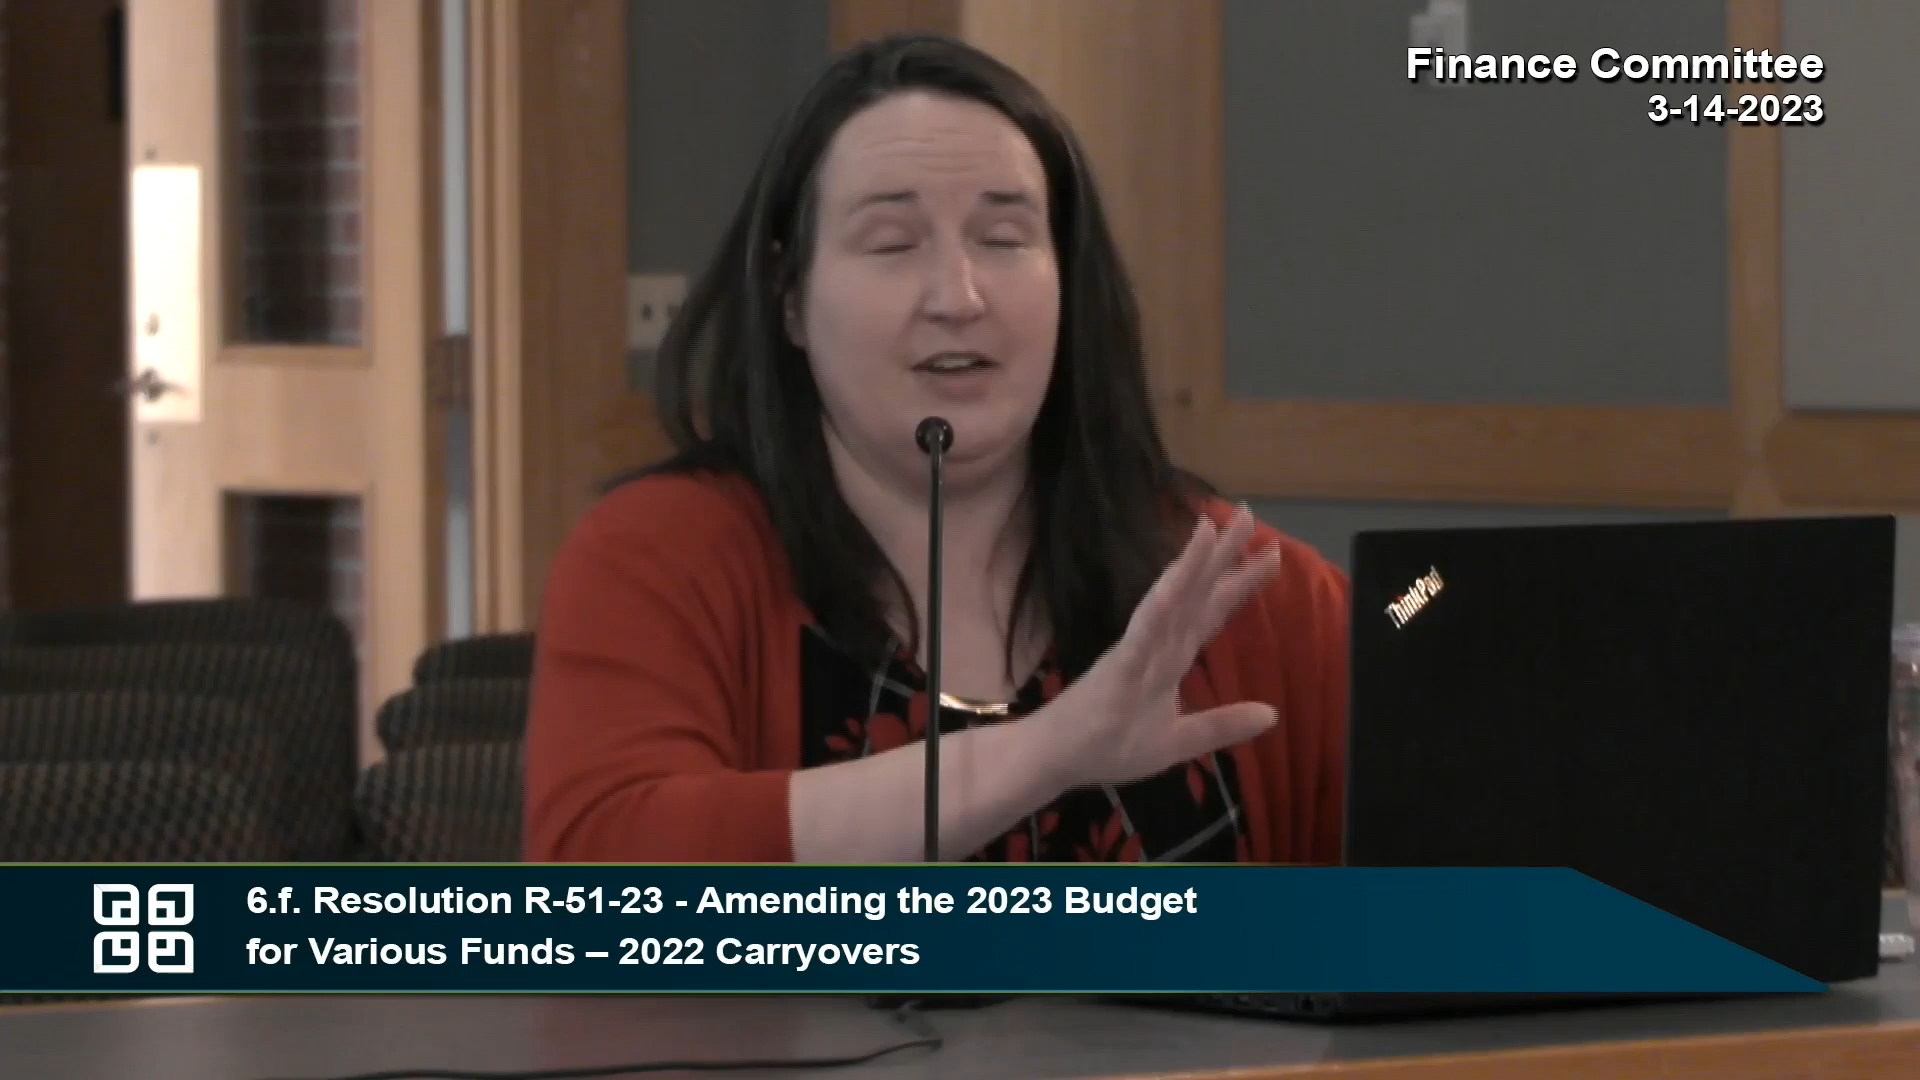 Finance Committee
3-14-2023
ThinkPad
6.f. Resolution R-51-23 - Amending the 2023 Budget
for Various Funds – 2022 Carryovers